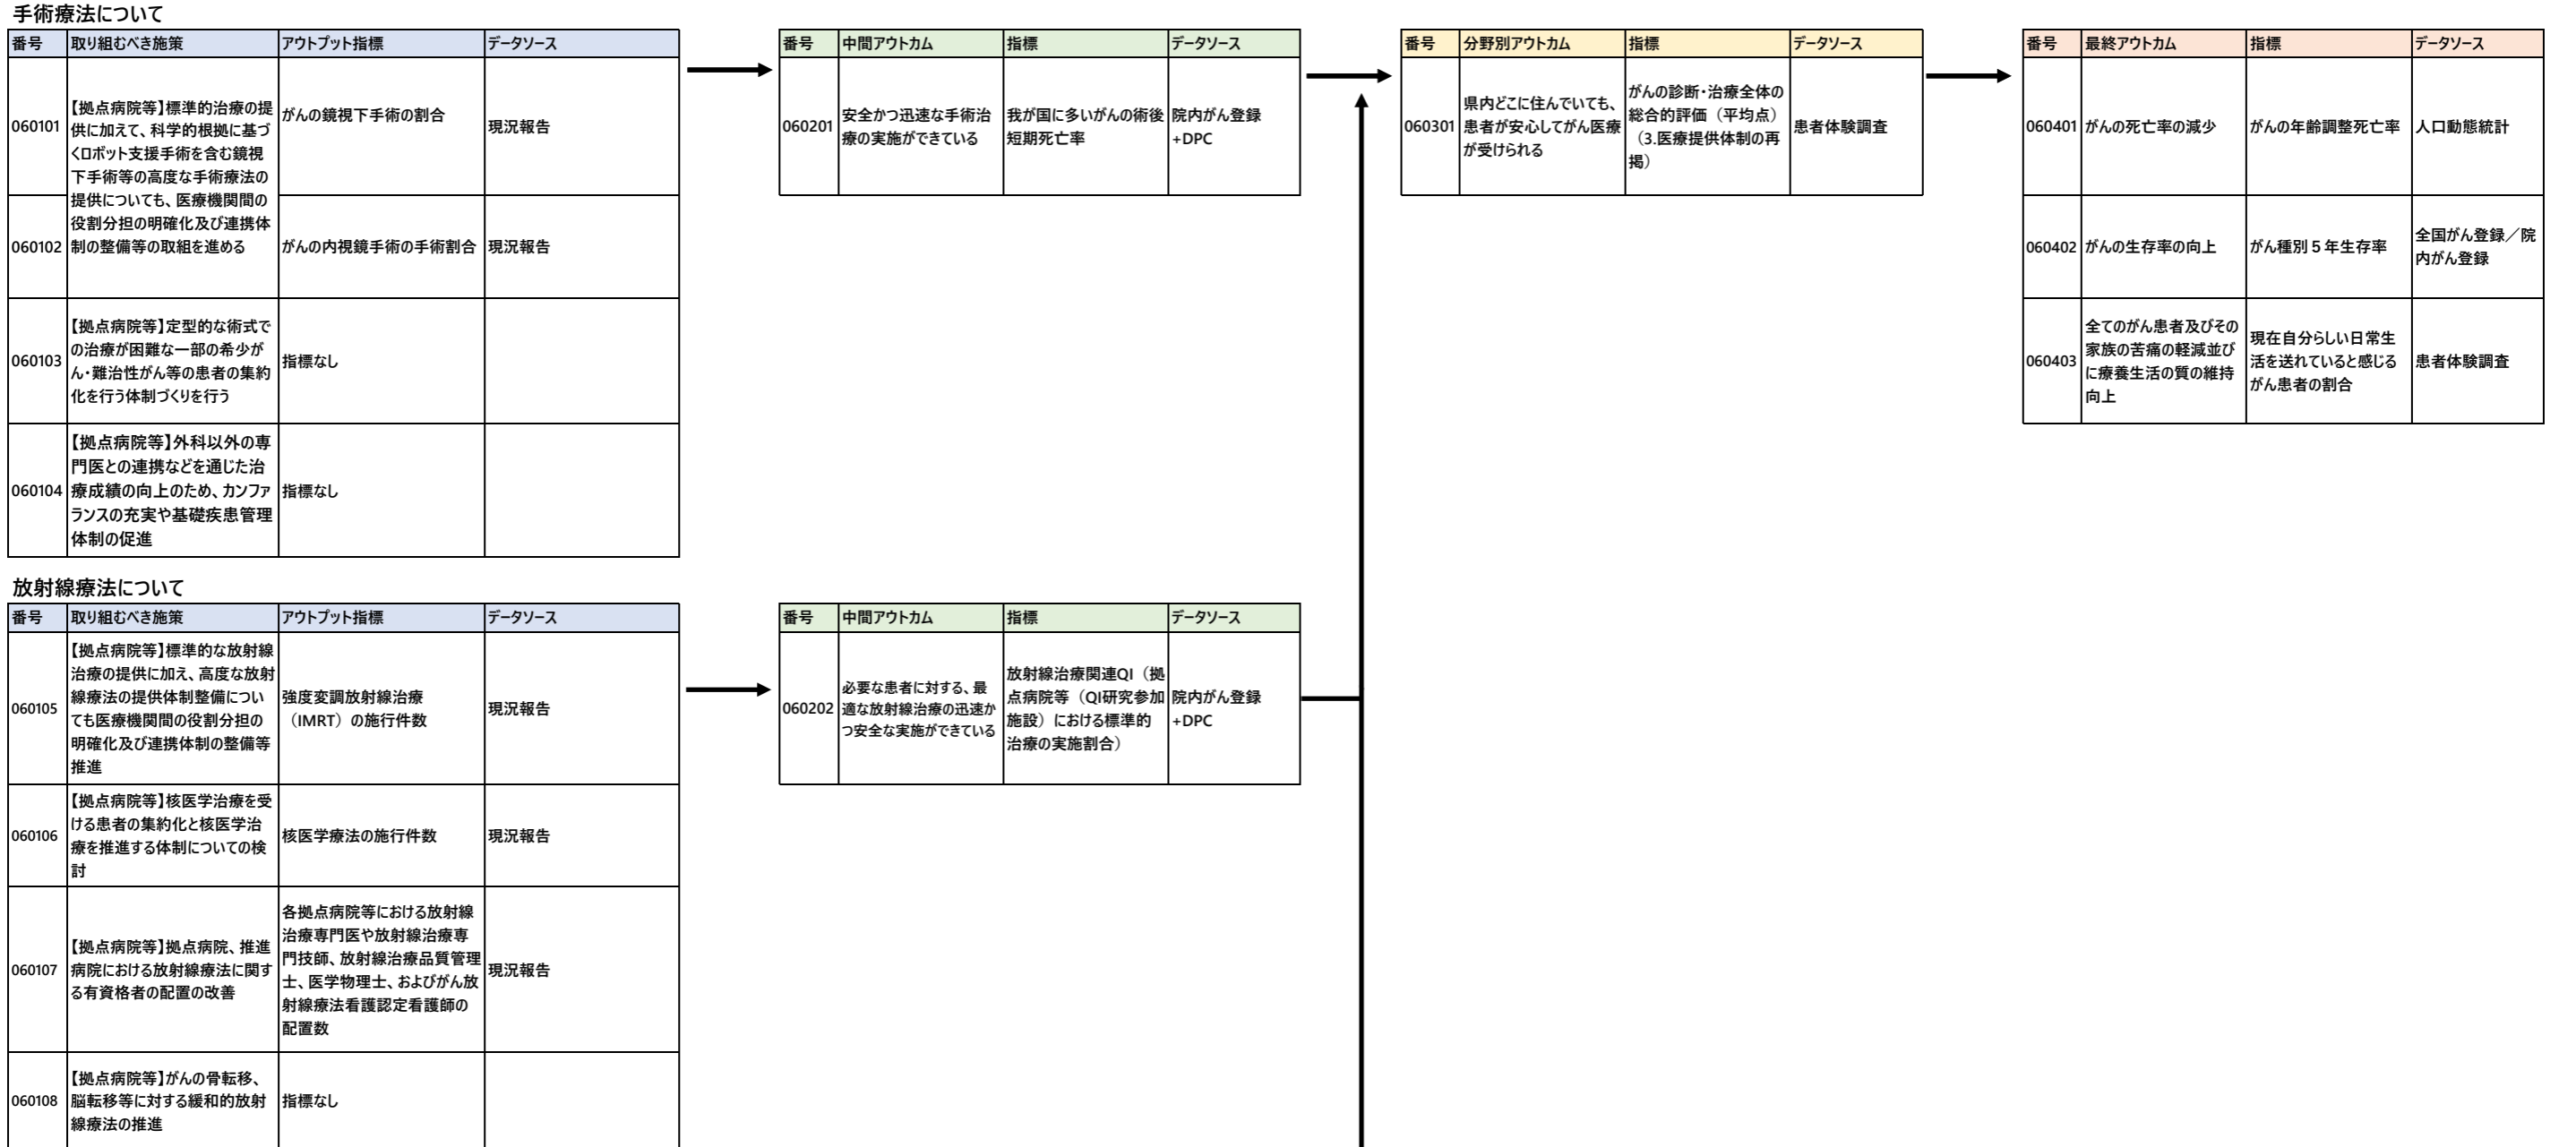 手術療法について
番号
取り組むべき施策
アウトプット指標
データソース
060101
【拠点病院等】標準的治療の提
供に加えて、科学的根拠に基づ
くロボット支援手術を含む鏡視
下手術等の高度な手術療法の
提供についても、医療機関間の
役割分担の明確化及び連携体
制の整備等の取組を進める
がんの鏡視下手術の割合
現況報告
060102
がんの内視鏡手術の手術割合
現況報告
060103
【拠点病院等】定型的な術式で
の治療が困難な一部の希少が
ん・難治性がん等の患者の集約
化を行う体制づくりを行う
指標なし
060104
【拠点病院等】外科以外の専
門医との連携などを通じた治
療成績の向上のため、カンファ
ランスの充実や基礎疾患管理
体制の促進
指標なし
番号
中間アウトカム
指標
データソース
060201
安全かつ迅速な手術治
療の実施ができている
我が国に多いがんの術後
短期死亡率
院内がん登録
+DPC
番号
分野別アウトカム
指標
データソース
060301
県内どこに住んでいても、
患者が安心してがん医療
が受けられる
がんの診断・治療全体の
総合的評価（平均点）
（3.医療提供体制の再
掲）
患者体験調査
番号
最終アウトカム
指標
データソース
060401
がんの死亡率の減少
がんの年齢調整死亡率
人口動態統計
060402
がんの生存率の向上
がん種別５年生存率
全国がん登録／院
内がん登録
060403
全てのがん患者及びその
家族の苦痛の軽減並び
に療養生活の質の維持
向上
現在自分らしい日常生
活を送れていると感じる
がん患者の割合
患者体験調査
放射線療法について
番号
取り組むべき施策
アウトプット指標
データソース
060105
【拠点病院等】標準的な放射線
治療の提供に加え、高度な放射
線療法の提供体制整備につい
ても医療機関間の役割分担の
明確化及び連携体制の整備等
推進
強度変調放射線治療
（IMRT）の施行件数
現況報告
060106
【拠点病院等】核医学治療を受
ける患者の集約化と核医学治
療を推進する体制についての検
討
核医学療法の施行件数
現況報告
060107
【拠点病院等】拠点病院、推進
病院における放射線療法に関す
る有資格者の配置の改善
各拠点病院等における放射線
治療専門医や放射線治療専
門技師、放射線治療品質管理
士、医学物理士、およびがん放
射線療法看護認定看護師の
配置数
現況報告
060108
【拠点病院等】がんの骨転移、
脳転移等に対する緩和的放射
線療法の推進
指標なし
番号
中間アウトカム
指標
データソース
060202
必要な患者に対する、最
適な放射線治療の迅速か
つ安全な実施ができている
放射線治療関連QI（拠
点病院等（QI研究参加
施設）における標準的
治療の実施割合）
院内がん登録
+DPC